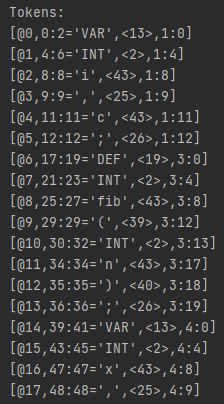 Tokens:
[@0,0:2='VAR',<13>,1:0]
[@1,4:6='INT',<2>,1:4]
[@2,8:8='i',<43>,1:8]
[@3,9:9=',',<25>,1:9]
[@4,11:11='c',<43>,1:11]
[@5,12:12=';',<26>,1:12]
[@6,17:19='DEF',<19>,3:0]
[@7,21:23='INT',<2>,3:4]
[@8,25:27='fib',<43>,3:8]
[@9,29:29='(',<39>,3:12]
[@10,30:32='INT',<2>,3:13]
[@11,34:34='n',<43>,3:17]
[@12,35:35=')',<40>,3:18]
[@13,36:36=';',<26>,3:19]
[@14,39:41='VAR',<13>,4:0]
[@15,43:45='INT',<2>,4:4]
[@16,47:47='x',<43>,4:8]
[@17,48:48=',',<25>,4:9]